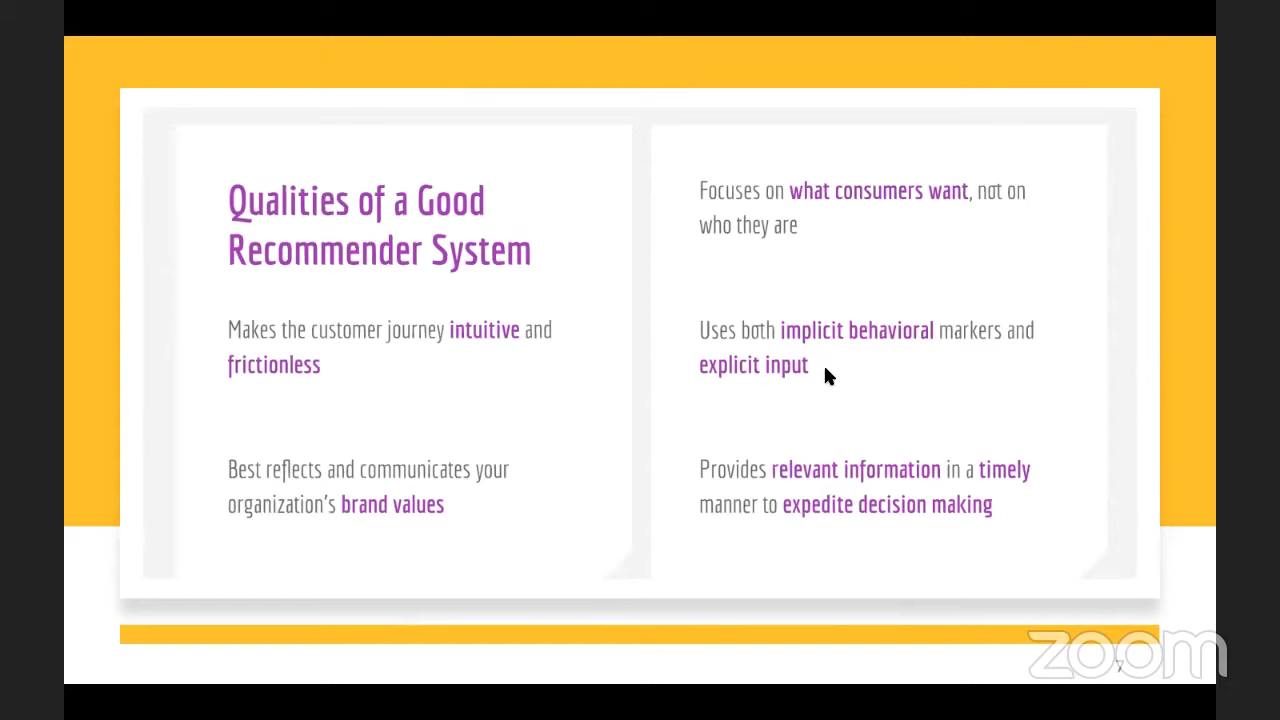 Qualities of a Good
Recommender System
Makes the customer journey intuitive and
frictionless
Best reflects and communicates your
organization's brand values
Focuses on what consumers want, not on
who they are
Uses both implicit behavioral markers and
explicit input
Provides relevant information in a timely
manner to expedite decision making
zoom
7